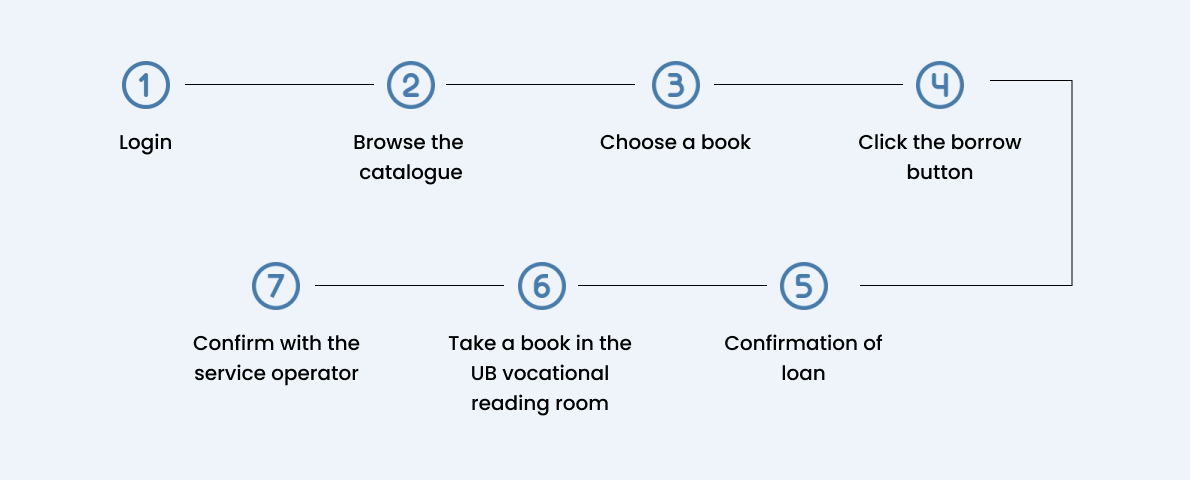 1
Login
2
Browse the
catalogue
3
Choose a book
4
Click the borrow
button
5
Confirmation of
loan
6
Take a book in the
UB vocational
reading room
7
Confirm with the
service operator